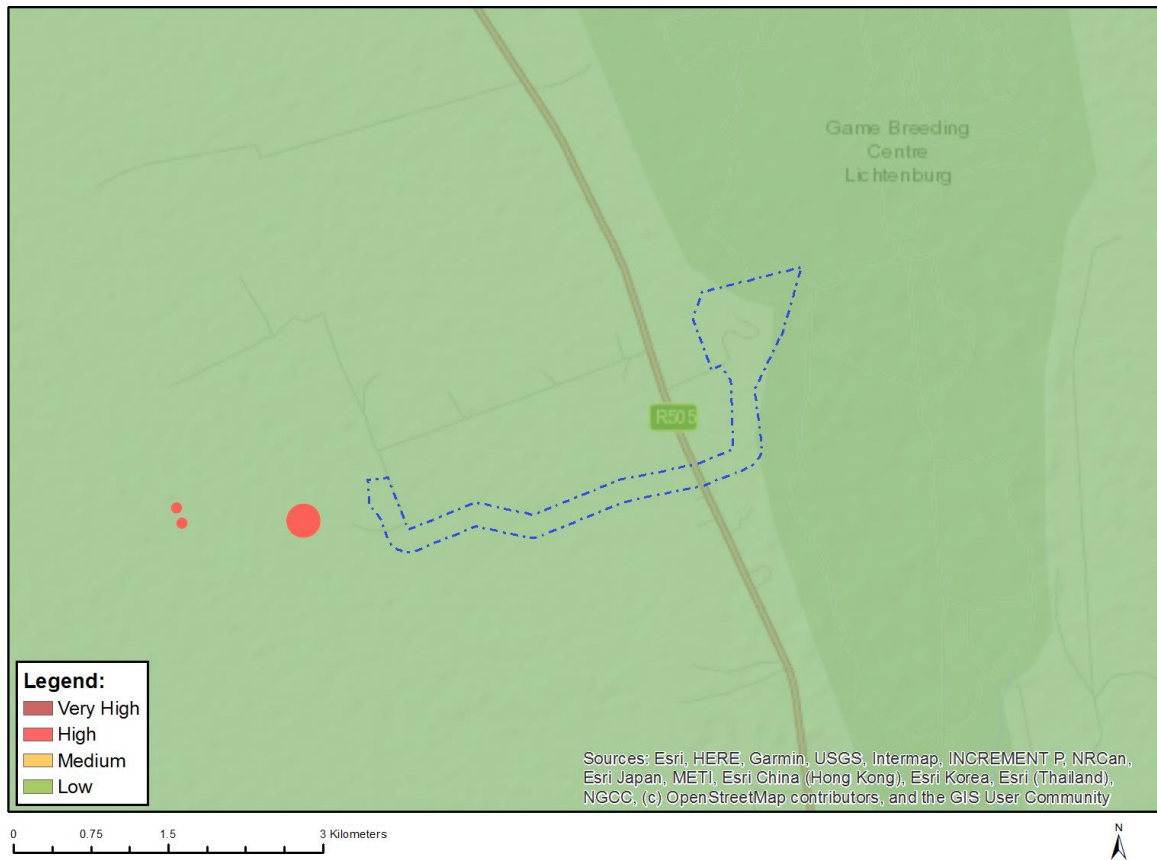 Game Breeding
Centre
Lichtenburg
R505
Legend:
Very High
High
Medium
Low
Sources: Esri, HERE, Garmin, USGS, Intermap, INCREMENT P, NRCan,
Esri Japan, METI, Esri China (Hong Kong), Esri Korea, Esri (Thailand),
NGCC, (c) OpenStreetMap contributors, and the GIS User Community
0 0.75 1.5 3 Kilometers
N